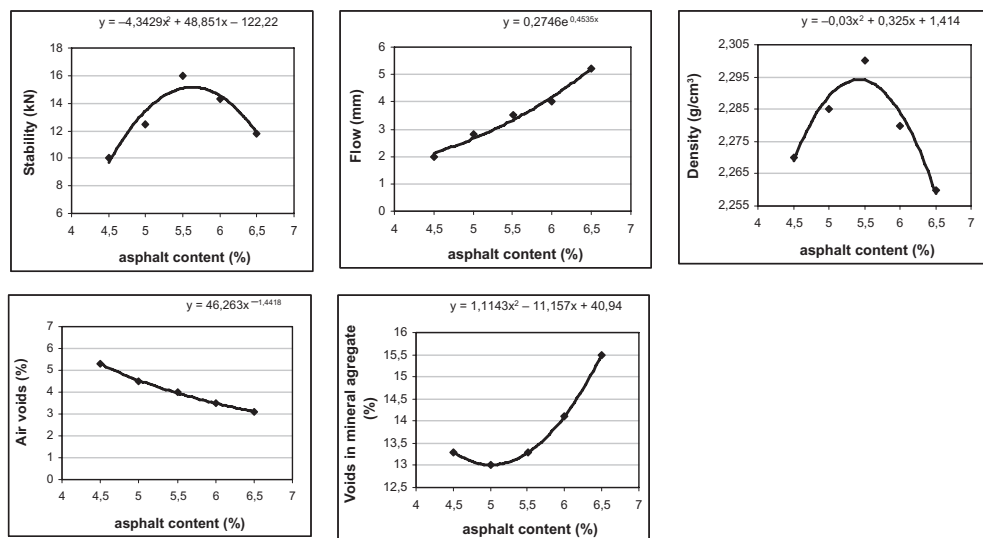 y = –4,3429x² + 48,851x – 122,22
18
16
14
12
10
8
6
Stability (kN)
4 4,5 5 5,5 6 6,5 7
asphalt content (%)
y = 0,2746e^0,4535x
6
5
4
3
2
1
0
Flow (mm)
4 4,5 5 5,5 6 6,5 7
asphalt content (%)
y = –0,03x² + 0,325x + 1,414
2,305
2,295
2,285
2,275
2,265
2,255
Density (g/cm³)
4 4,5 5 5,5 6 6,5 7
asphalt content (%)
y = 46,263x^–1,4418
7
6
5
4
3
2
1
0
Air voids (%)
4 4,5 5 5,5 6 6,5 7
asphalt content (%)
y = 1,1143x² – 11,157x + 40,94
16
15,5
15
14,5
14
13,5
13
12,5
Voids in mineral agregate
(%)
4 4,5 5 5,5 6 6,5 7
asphalt content (%)